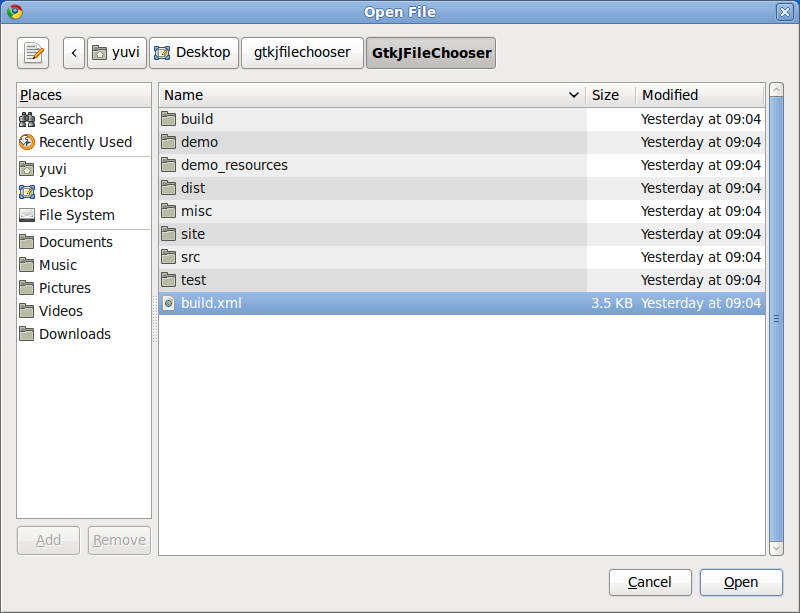 Open File
< yuvi Desktop gtkjfilechooser GtkJFileChooser
Places
Search
Recently Used
yuvi
Desktop
File System
Documents
Music
Pictures
Videos
Downloads
Add Remove
Name Size Modified
build Yesterday at 09:04
demo Yesterday at 09:04
demo_resources Yesterday at 09:04
dist Yesterday at 09:04
misc Yesterday at 09:04
site Yesterday at 09:04
src Yesterday at 09:04
test Yesterday at 09:04
build.xml 3.5 KB Yesterday at 09:04
Cancel Open